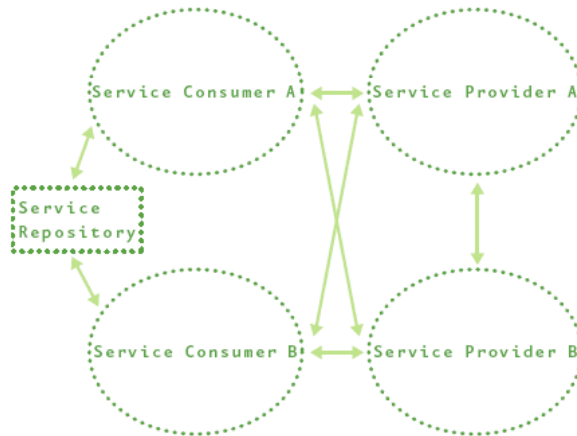 Service Consumer A
Service Provider A
Service
Repository
Service Consumer B
Service Provider B